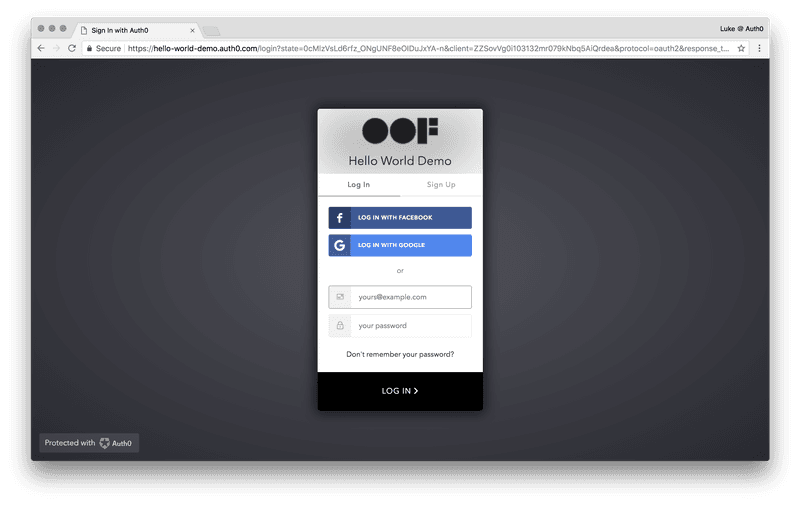 Sign In with Auth0
Luke @ Auth0
Secure https://hello-world-demo.auth0.com/login?state=0cMlzVsLd6rfz_ONgUNF8eOlDuJxYA-n&client=ZZSovVg0i103132mr079kNbq5AiQrdea&protocol=oauth2&response_t...
OOF
Hello World Demo
Log In Sign Up
LOG IN WITH FACEBOOK
LOG IN WITH GOOGLE
or
yours@example.com
your password
Don't remember your password?
LOG IN
Protected with Auth0